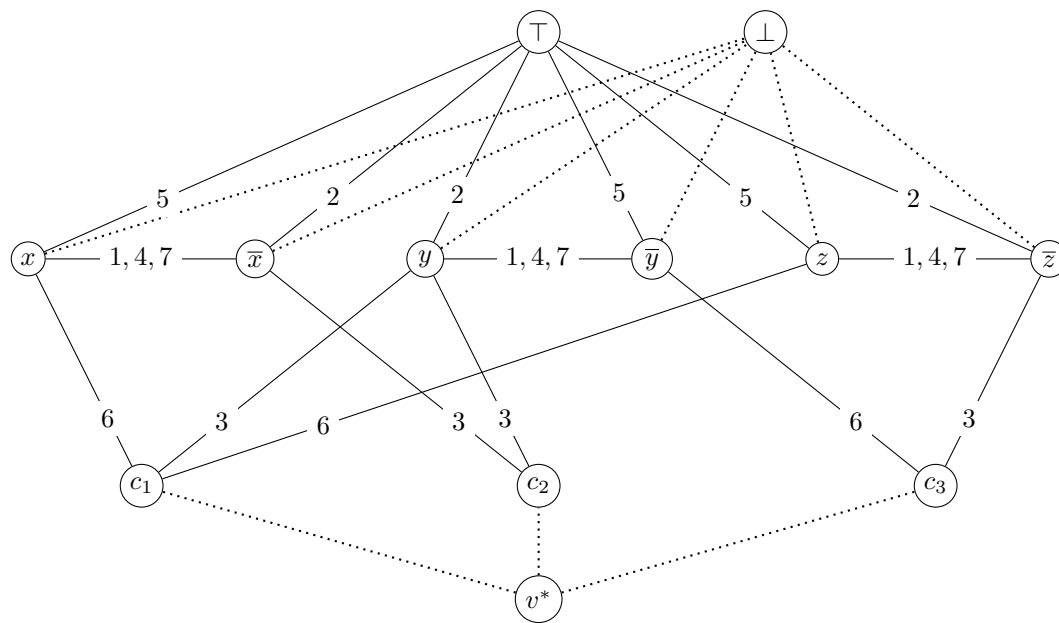 ⊤ ⊥
5 2 2 5 5 2
x 1, 4, 7 x̅ y 1, 4, 7 y̅ z 1, 4, 7 z̅
6 3 6 3 3 6 3
c₁ c₂ c₃
v*